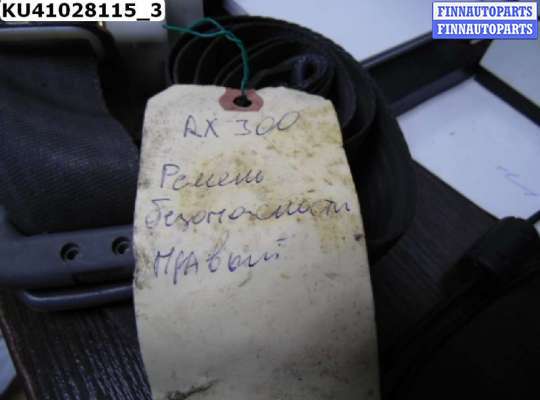 KU41028115_3
FINNAUTOPARTS
FINNAUTOPARTS
RX 300
Ремень
безопасности
правый